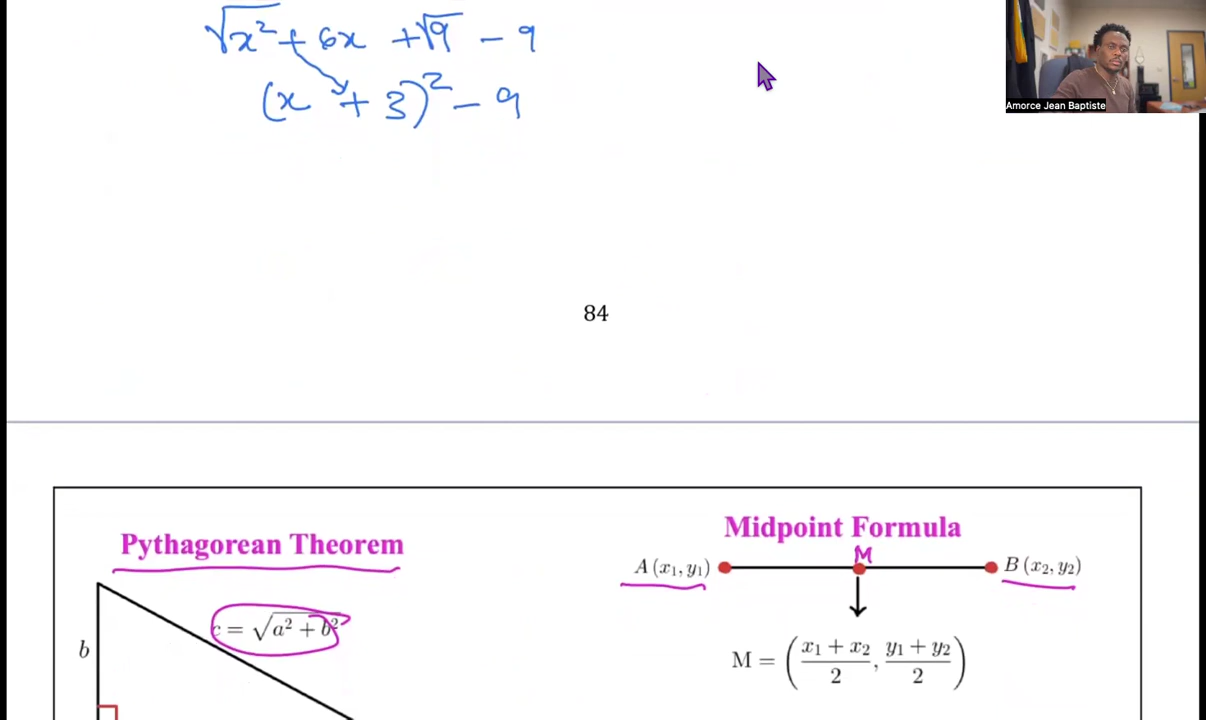 √x² + 6x + √9 - 9
(x + 3)² - 9
Amorce Jean Baptiste
84
Pythagorean Theorem
c = √a² + b²
b
Midpoint Formula
M
A (x₁, y₁)
B (x₂, y₂)
M = (x₁ + x₂ / 2, y₁ + y₂ / 2)